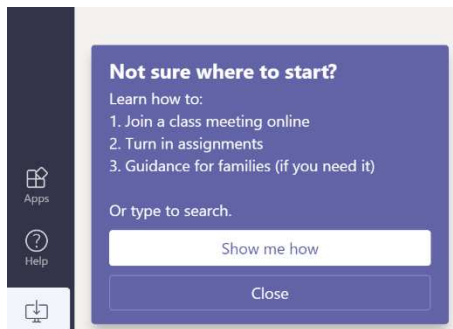 Not sure where to start?
Learn how to:
1. Join a class meeting online
2. Turn in assignments
3. Guidance for families (if you need it)
Or type to search.
Show me how
Close
Apps
Help